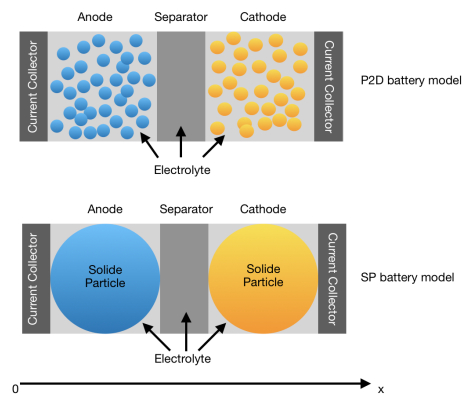 Anode
Separator
Cathode
Current Collector
Current Collector
P2D battery model
Electrolyte
Anode
Separator
Cathode
Current Collector
Solide
Particle
Solide
Particle
Current Collector
SP battery model
Electrolyte
0
x